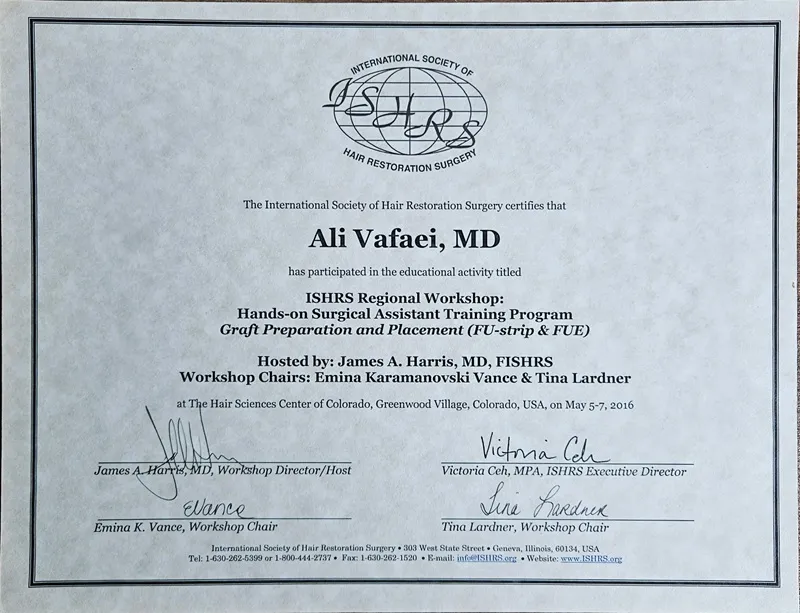 INTERNATIONAL SOCIETY OF
ISHRS
HAIR RESTORATION SURGERY
The International Society of Hair Restoration Surgery certifies that
Ali Vafaei, MD
has participated in the educational activity titled
ISHRS Regional Workshop:
Hands-on Surgical Assistant Training Program
Graft Preparation and Placement (FU-strip & FUE)
Hosted by: James A. Harris, MD, FISHRS
Workshop Chairs: Emina Karamanovski Vance & Tina Lardner
at The Hair Sciences Center of Colorado, Greenwood Village, Colorado, USA, on May 5-7, 2016
Victoria Ceh
James A. Harris, MD, Workshop Director/Host
Victoria Ceh, MPA, ISHRS Executive Director
EVance
Tina Lardner
Emina K. Vance, Workshop Chair
Tina Lardner, Workshop Chair
International Society of Hair Restoration Surgery • 303 West State Street • Geneva, Illinois, 60134, USA
Tel: 1-630-262-5399 or 1-800-444-2737 • Fax: 1-630-262-1520 • E-mail: info@ISHRS.org • Website: www.ISHRS.org